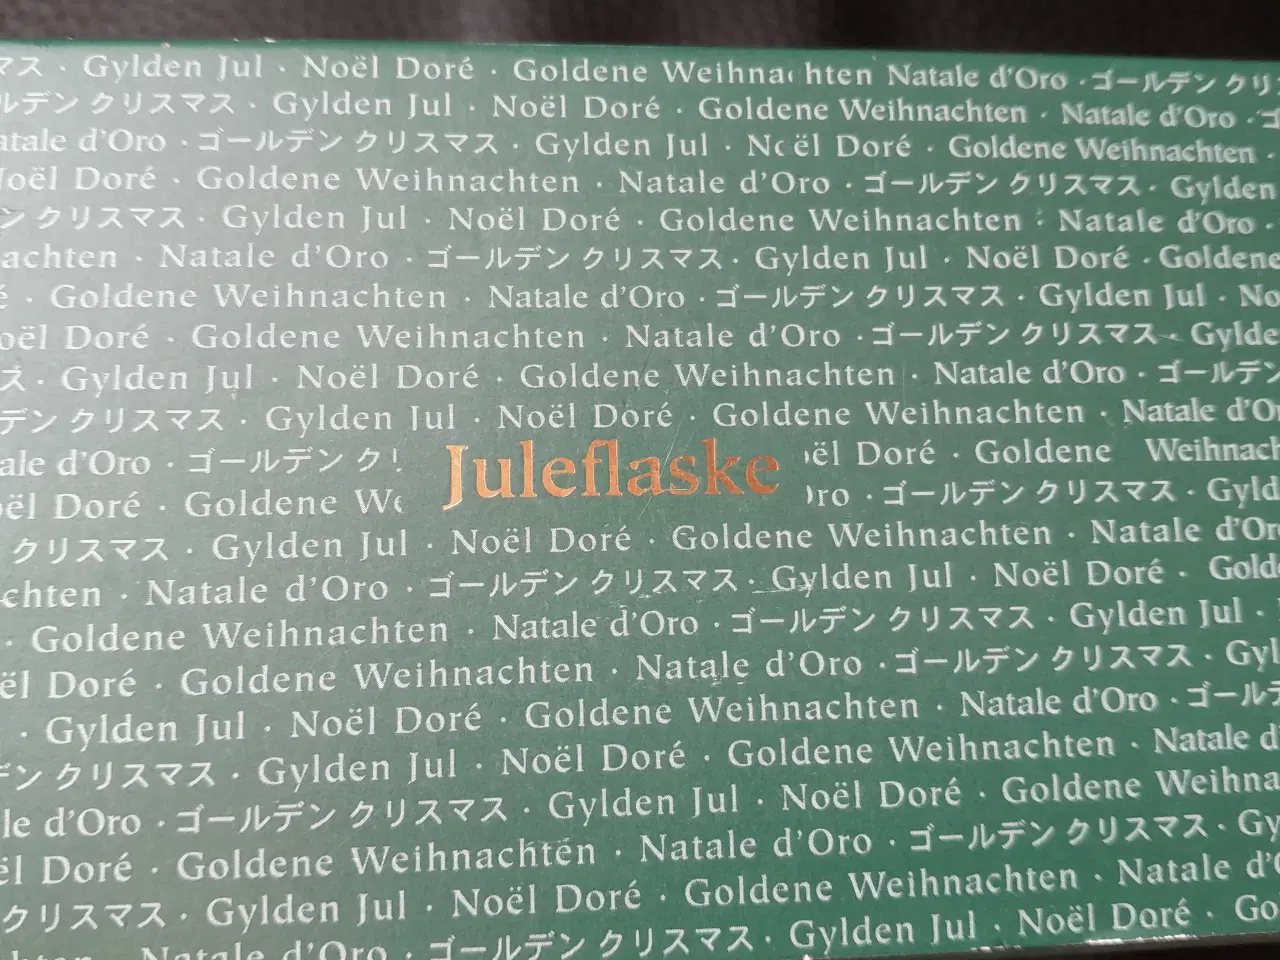 マス · Gylden Jul · Noël Doré · Goldene Weihnachten Natale d'Oro · ゴールデン クリス
ルデン クリスマス · Gylden Jul · Noël Doré · Goldene Weihnachten · Natale d'Oro · ゴ
atale d'Oro · ゴールデン クリスマス · Gylden Jul · Noël Doré · Goldene Weihnachten ·
Noël Doré · Goldene Weihnachten · Natale d'Oro · ゴールデン クリスマス · Gylden
ン クリスマス · Gylden Jul · Noël Doré · Goldene Weihnachten · Natale d'Oro ·
achten · Natale d'Oro · ゴールデン クリスマス · Gylden Jul · Noël Doré · Goldene
é · Goldene Weihnachten · Natale d'Oro · ゴールデン クリスマス · Gylden Jul · No
oël Doré · Goldene Weihnachten · Natale d'Oro · ゴールデン クリスマス · Gylde
ス · Gylden Jul · Noël Doré · Goldene Weihnachten · Natale d'Oro · ゴールデン
デン クリスマス · Gylden Jul · Noël Doré · Goldene Weihnachten · Natale d'Or
ale d'Oro · ゴールデン クリ ël Doré · Goldene Weihnach
Juleflaske
oël Doré · Goldene We Oro · ゴールデン クリスマス · Gyld
クリスマス · Gylden Jul · Noël Doré · Goldene Weihnachten · Natale d'Or
achten · Natale d'Oro · ゴールデン クリスマス · Gylden Jul · Noël Doré · Golde
· Goldene Weihnachten · Natale d'Oro · ゴールデン クリスマス · Gylden Jul ·
ël Doré · Goldene Weihnachten · Natale d'Oro · ゴールデン クリスマス · Gyl
· Gylden Jul · Noël Doré · Goldene Weihnachten · Natale d'Oro · ゴールデ
デン クリスマス · Gylden Jul · Noël Doré · Goldene Weihnachten · Natale d
le d'Oro · ゴールデン クリスマス · Gylden Jul · Noël Doré · Goldene Weihna
ël Doré · Goldene Weihnachten · Natale d'Oro · ゴールデン クリスマス · Gy
クリスマス · Gylden Jul · Noël Doré · Goldene Weihnachten · Natale d'O
hten · Natale d'Oro · ゴールデン クリスマス · Gylden Jul · Noël Doré · Go